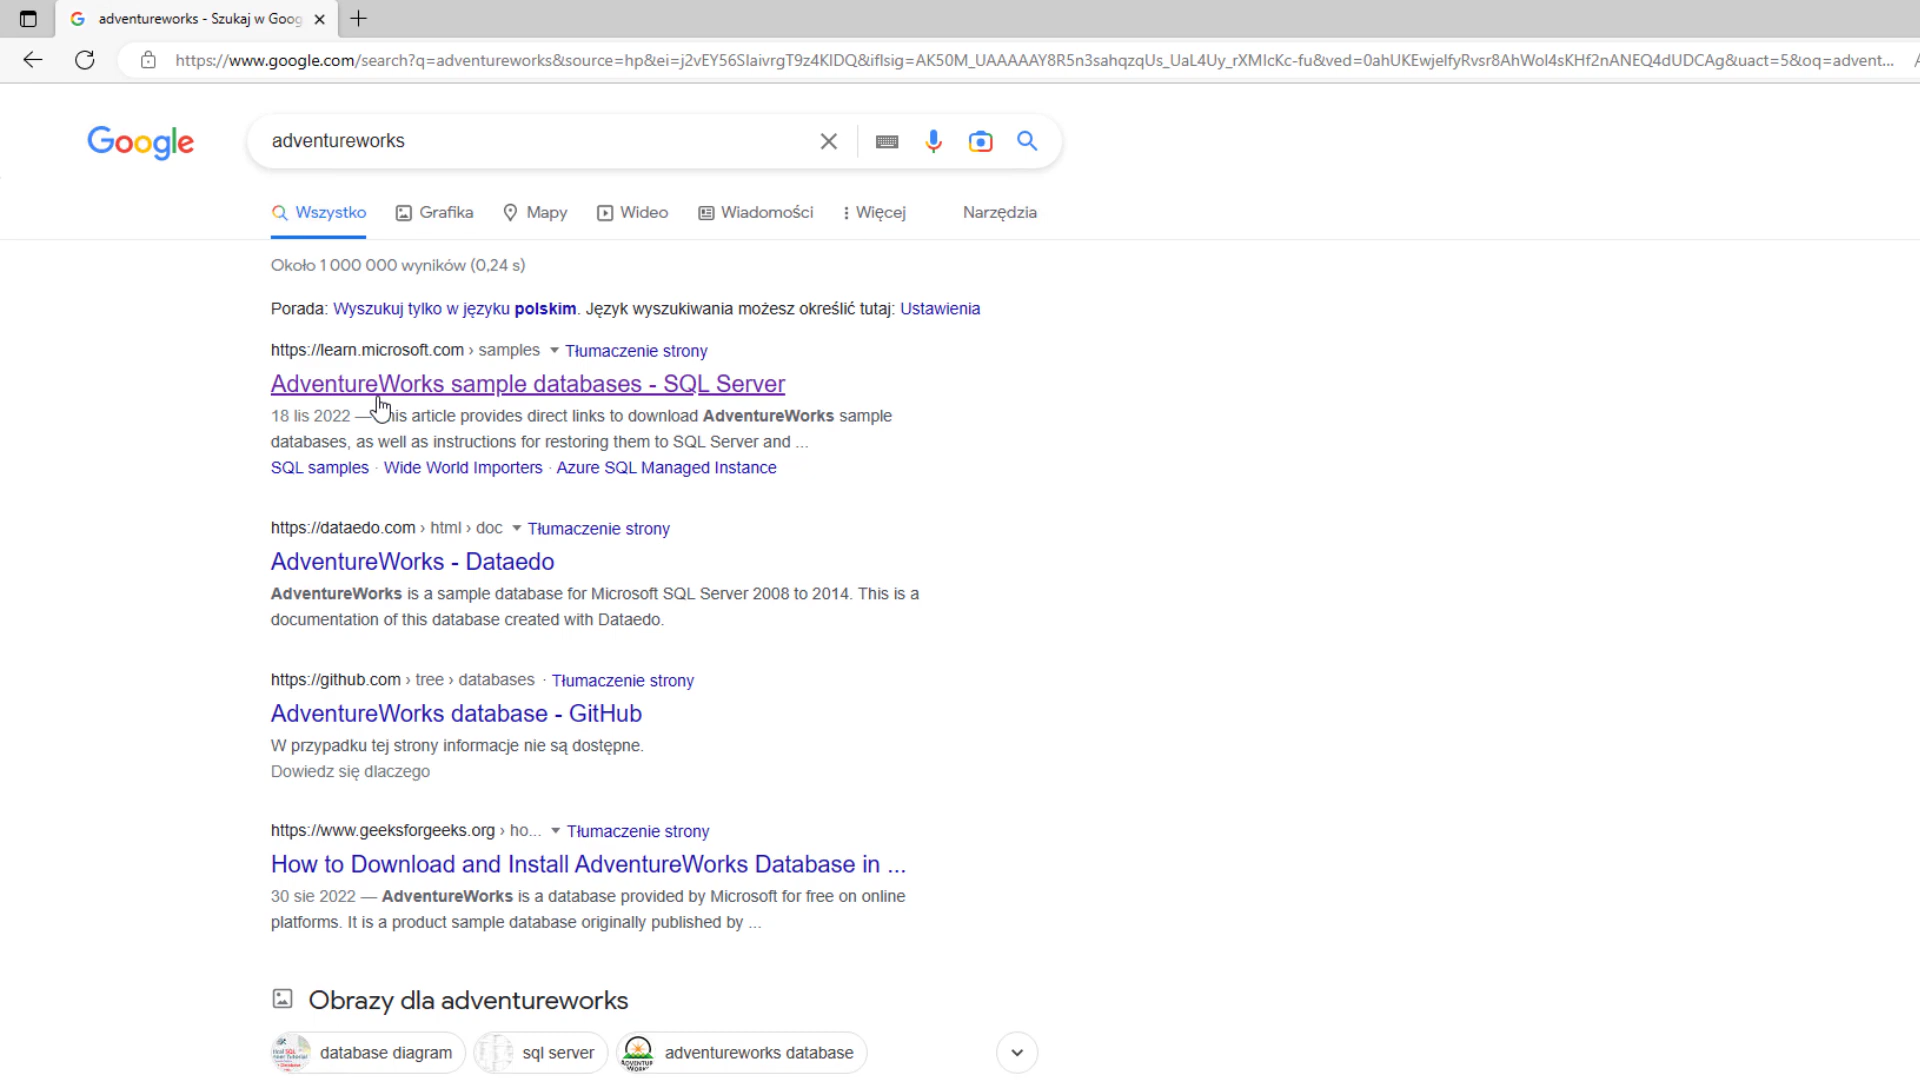 adventureworks - Szukaj w Goog
https://www.google.com/search?q=adventureworks&source=hp&ei=j2vEY56SIaivrgT9z4KIDQ&iflsig=AK50M_UAAAAAY8R5n3sahqzqUs_UaL4Uy_rXMIcKc-fu&ved=0ahUKEwjelfyRvsr8AhWol4sKHf2nANEQ4dUDCAg&uact=5&oq=advent...
Google
adventureworks
Wszystko Grafika Mapy Wideo Wiadomości Więcej Narzędzia
Około 1 000 000 wyników (0,24 s)
Porada: Wyszukuj tylko w języku polskim. Język wyszukiwania możesz określić tutaj: Ustawienia
https://learn.microsoft.com › samples Tłumaczenie strony
AdventureWorks sample databases - SQL Server
18 lis 2022 — his article provides direct links to download AdventureWorks sample
databases, as well as instructions for restoring them to SQL Server and ...
SQL samples · Wide World Importers · Azure SQL Managed Instance
https://dataedo.com › html › doc Tłumaczenie strony
AdventureWorks - Dataedo
AdventureWorks is a sample database for Microsoft SQL Server 2008 to 2014. This is a
documentation of this database created with Dataedo.
https://github.com › tree › databases · Tłumaczenie strony
AdventureWorks database - GitHub
W przypadku tej strony informacje nie są dostępne.
Dowiedz się dlaczego
https://www.geeksforgeeks.org › ho... Tłumaczenie strony
How to Download and Install AdventureWorks Database in ...
30 sie 2022 — AdventureWorks is a database provided by Microsoft for free on online
platforms. It is a product sample database originally published by ...
Obrazy dla adventureworks
database diagram sql server adventureworks database